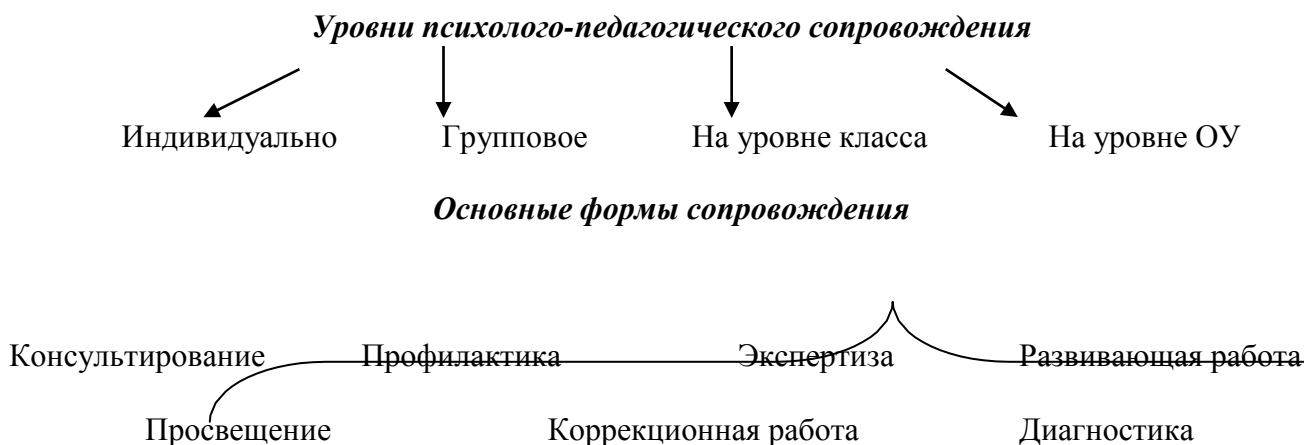 Уровни психолого-педагогического сопровождения
Индивидуально Групповое На уровне класса На уровне ОУ
Основные формы сопровождения
Консультирование Профилактика Экспертиза Развивающая работа
Просвещение Коррекционная работа Диагностика